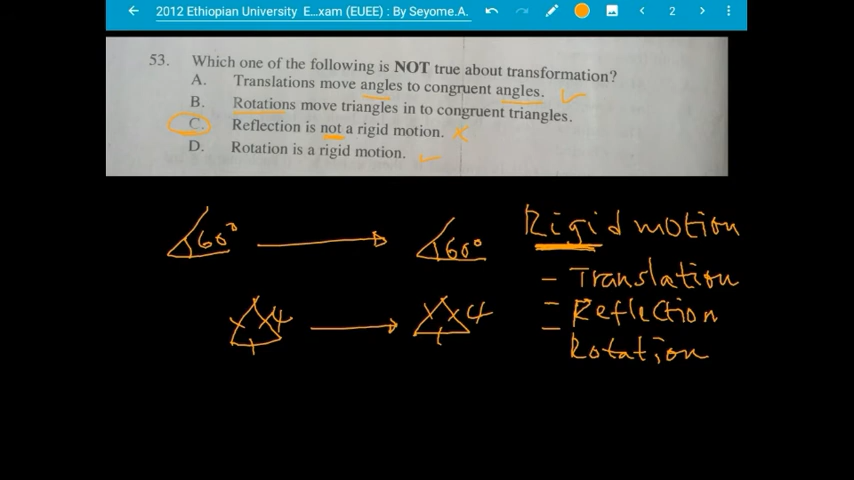 2012 Ethiopian University E...xam (EUEE) : By Seyome.A.
2
53. Which one of the following is NOT true about transformation?
A. Translations move angles to congruent angles.
B. Rotations move triangles in to congruent triangles.
C. Reflection is not a rigid motion.
D. Rotation is a rigid motion.
60° 60° Rigid motion
- Translation
4 4 - Reflection
- Rotation